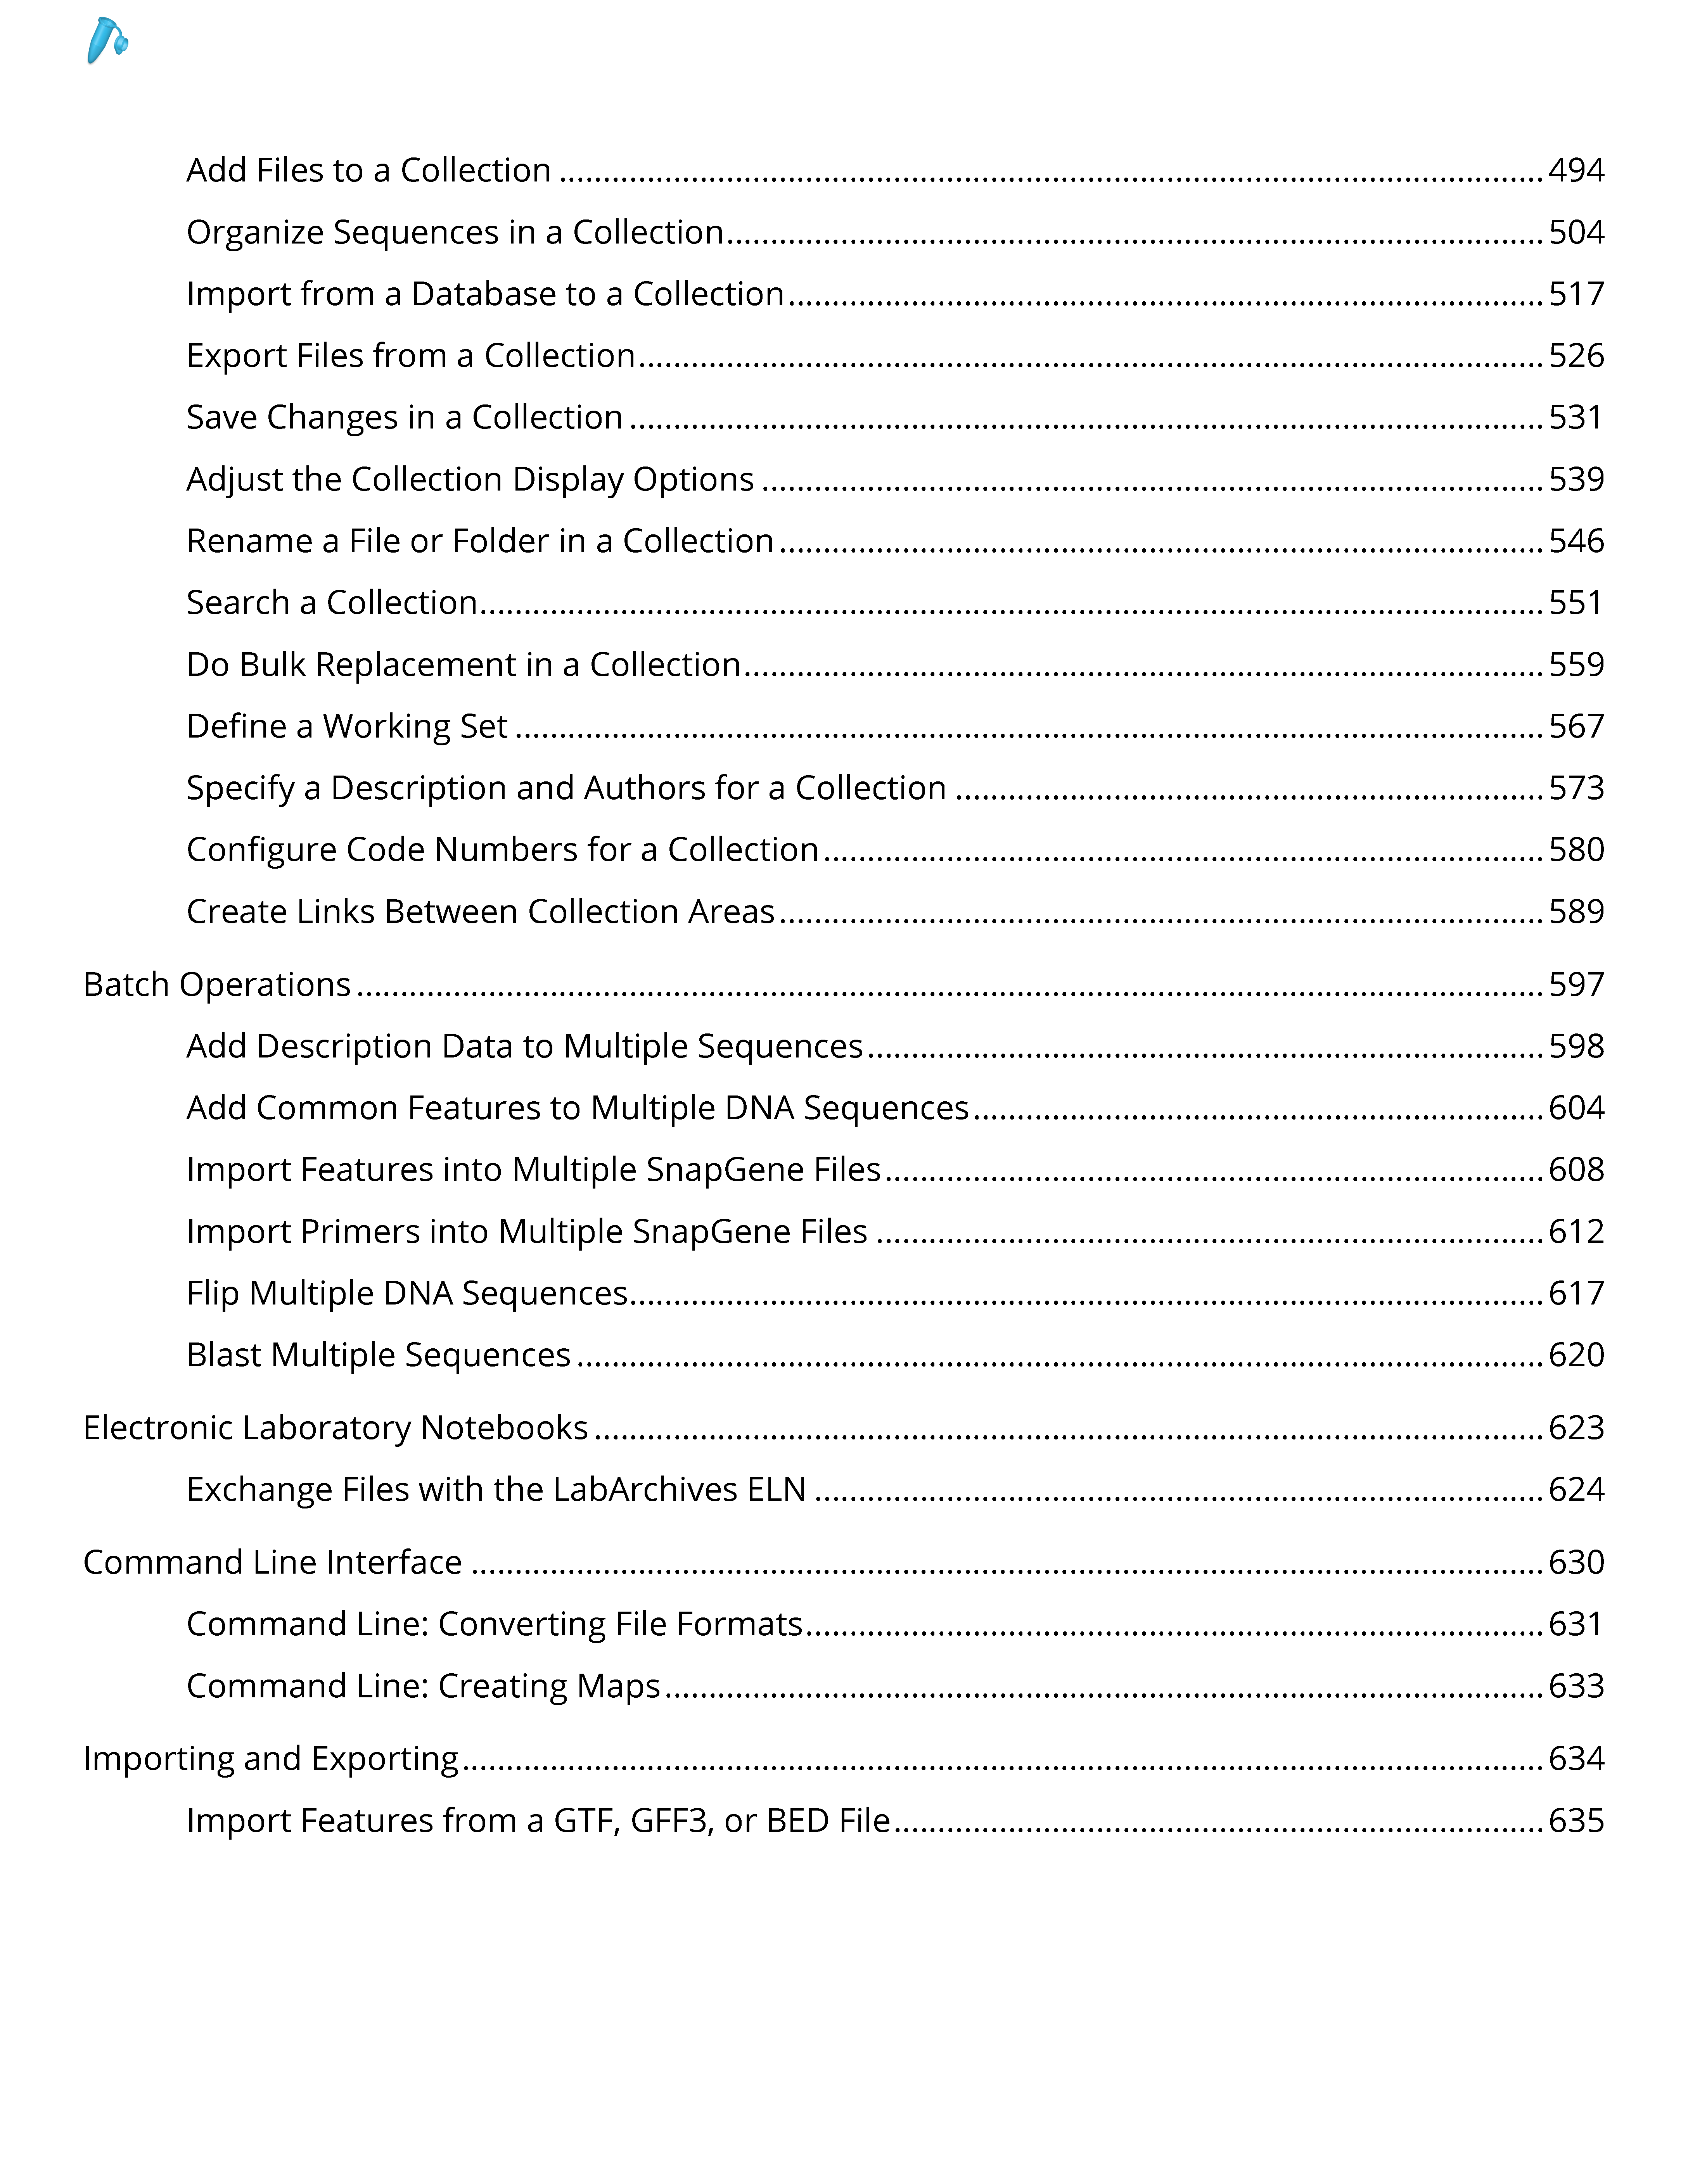 Add Files to a Collection ........ 494
Organize Sequences in a Collection ........ 504
Import from a Database to a Collection ........ 517
Export Files from a Collection ........ 526
Save Changes in a Collection ........ 531
Adjust the Collection Display Options ........ 539
Rename a File or Folder in a Collection ........ 546
Search a Collection ........ 551
Do Bulk Replacement in a Collection ........ 559
Define a Working Set ........ 567
Specify a Description and Authors for a Collection ........ 573
Configure Code Numbers for a Collection ........ 580
Create Links Between Collection Areas ........ 589
Batch Operations ........ 597
Add Description Data to Multiple Sequences ........ 598
Add Common Features to Multiple DNA Sequences ........ 604
Import Features into Multiple SnapGene Files ........ 608
Import Primers into Multiple SnapGene Files ........ 612
Flip Multiple DNA Sequences ........ 617
Blast Multiple Sequences ........ 620
Electronic Laboratory Notebooks ........ 623
Exchange Files with the LabArchives ELN ........ 624
Command Line Interface ........ 630
Command Line: Converting File Formats ........ 631
Command Line: Creating Maps ........ 633
Importing and Exporting ........ 634
Import Features from a GTF, GFF3, or BED File ........ 635